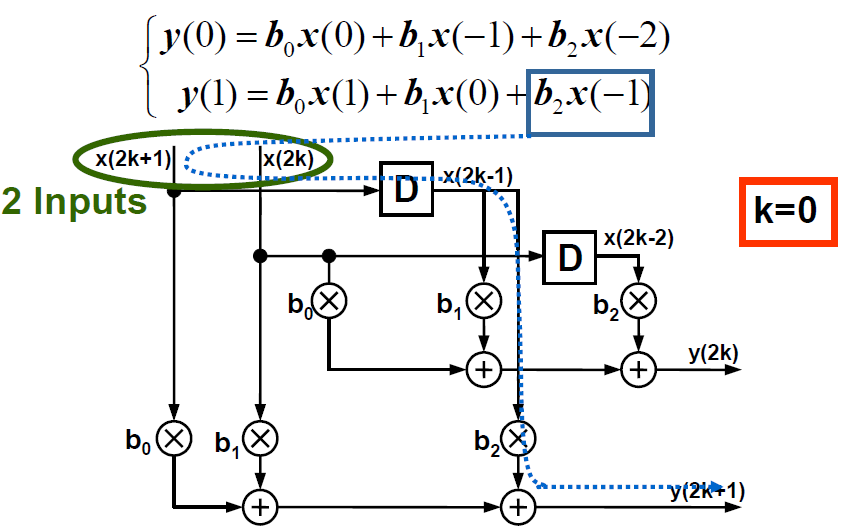 y(0) = b₀x(0) + b₁x(−1) + b₂x(−2)
y(1) = b₀x(1) + b₁x(0) + b₂x(−1)
x(2k+1) x(2k)
2 Inputs
D x(2k-1)
k=0
D x(2k-2)
b₀ b₁ b₂
y(2k)
b₀ b₁ b₂
y(2k+1)